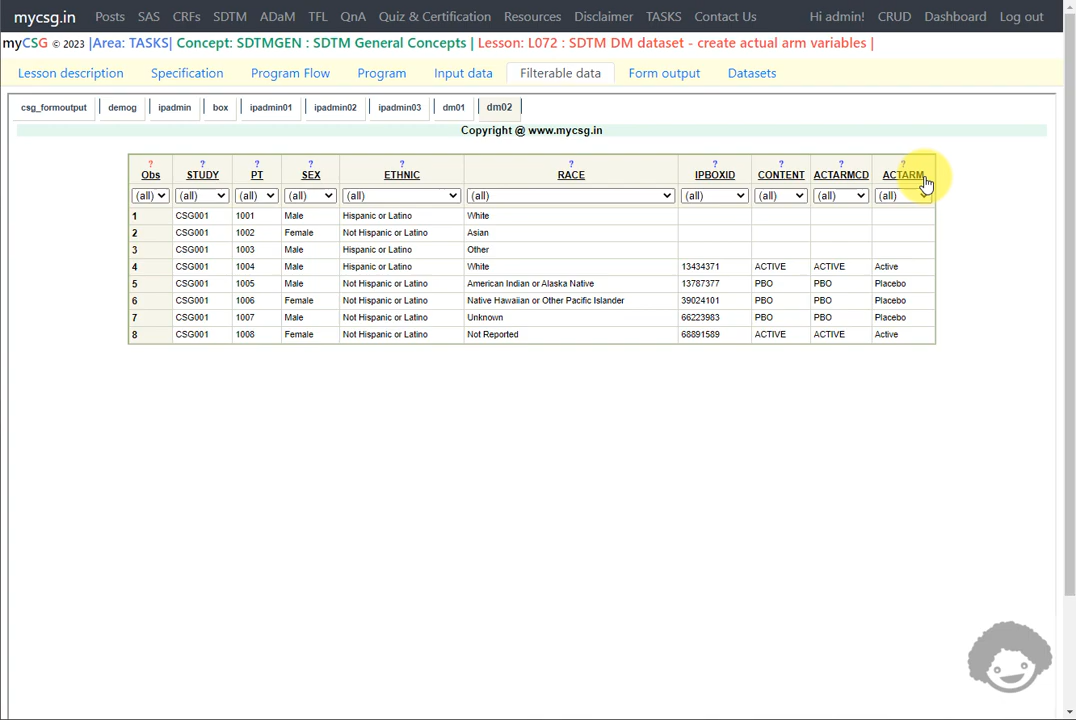 mycsg.in Posts SAS CRFs SDTM ADaM TFL QnA Quiz & Certification Resources Disclaimer TASKS Contact Us Hi admin! CRUD Dashboard Log out
myCSG © 2023 |Area: TASKS| Concept: SDTMGEN : SDTM General Concepts | Lesson: L072 : SDTM DM dataset - create actual arm variables |
Lesson description Specification Program Flow Program Input data Filterable data Form output Datasets
csg_formoutput demog ipadmin box ipadmin01 ipadmin02 ipadmin03 dm01 dm02
Copyright @ www.mycsg.in
? ? ? ? ? ? ? ? ? ?
Obs STUDY PT SEX ETHNIC RACE IPBOXID CONTENT ACTARMCD ACTARM
(all) (all) (all) (all) (all) (all) (all) (all) (all) (all)
1 CSG001 1001 Male Hispanic or Latino White
2 CSG001 1002 Female Not Hispanic or Latino Asian
3 CSG001 1003 Male Hispanic or Latino Other
4 CSG001 1004 Male Hispanic or Latino White 13434371 ACTIVE ACTIVE Active
5 CSG001 1005 Male Not Hispanic or Latino American Indian or Alaska Native 13787377 PBO PBO Placebo
6 CSG001 1006 Female Not Hispanic or Latino Native Hawaiian or Other Pacific Islander 39024101 PBO PBO Placebo
7 CSG001 1007 Male Not Hispanic or Latino Unknown 66223983 PBO PBO Placebo
8 CSG001 1008 Female Not Hispanic or Latino Not Reported 68891589 ACTIVE ACTIVE Active